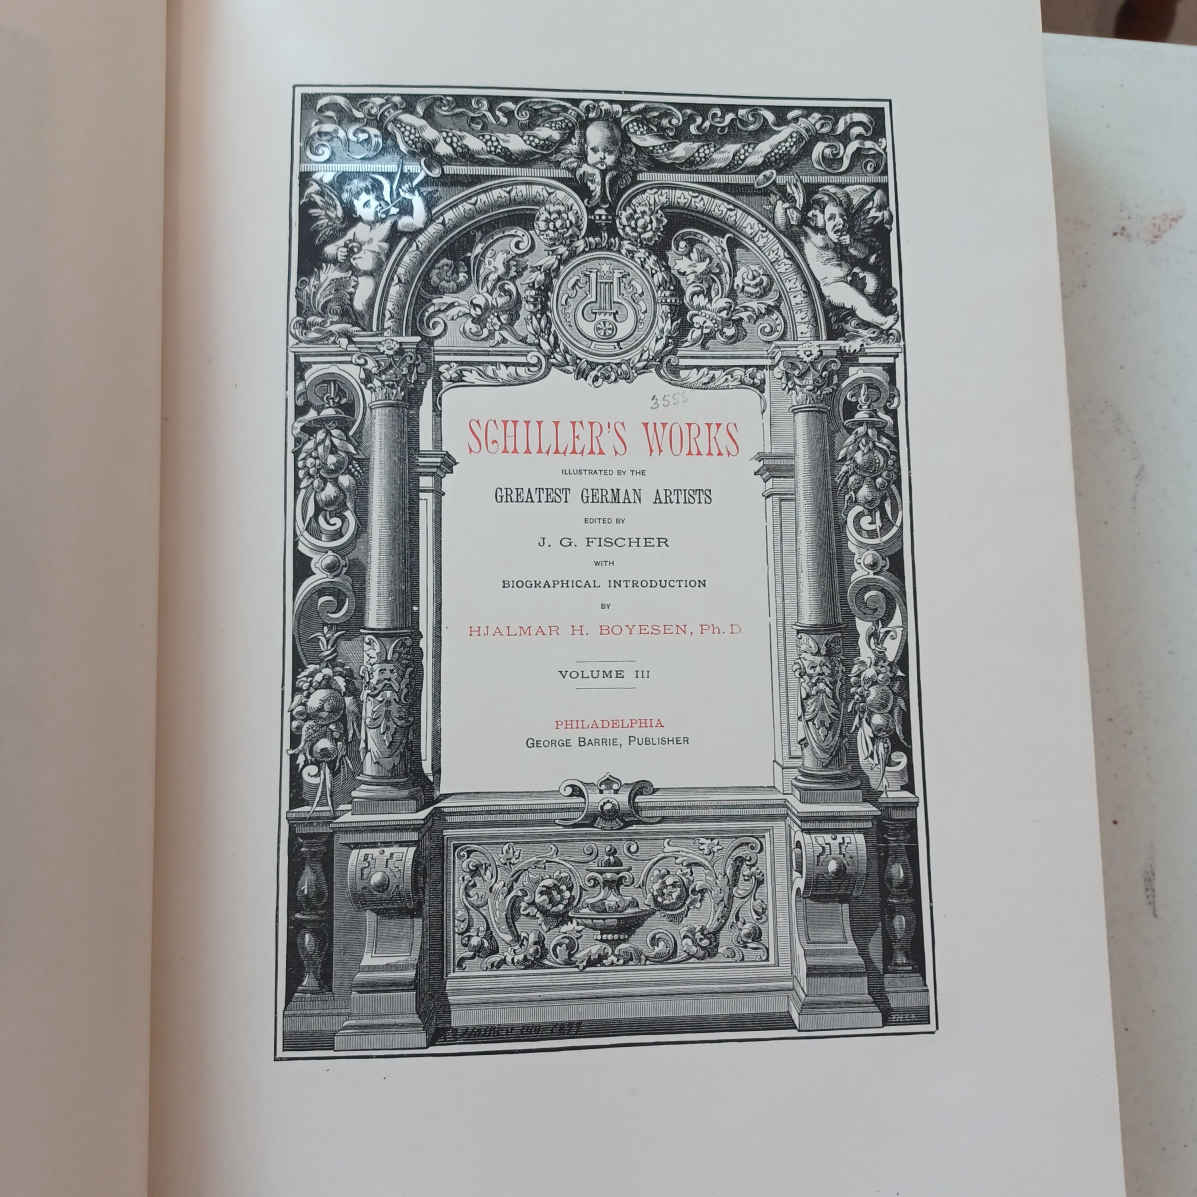 3555
SCHILLER'S WORKS
ILLUSTRATED BY THE
GREATEST GERMAN ARTISTS
EDITED BY
J. G. FISCHER
WITH
BIOGRAPHICAL INTRODUCTION
BY
HJALMAR H. BOYESEN, Ph.D
VOLUME III
PHILADELPHIA
GEORGE BARRIE, PUBLISHER